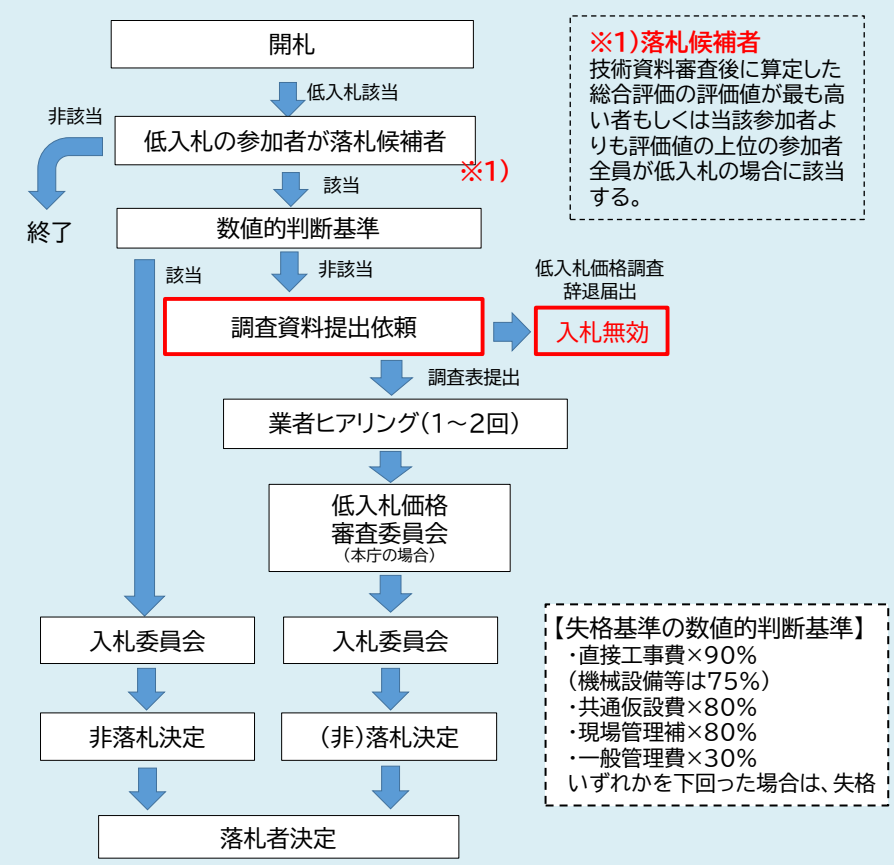 開札
低入札該当
※1)落札候補者
技術資料審査後に算定した
総合評価の評価値が最も高
い者もしくは当該参加者よ
りも評価値の上位の参加者
全員が低入札の場合に該当
する。
非該当
低入札の参加者が落札候補者
※1)
該当
終了
数値的判断基準
該当
非該当
低入札価格調査
辞退届出
調査資料提出依頼
入札無効
調査表提出
業者ヒアリング(1～2回)
低入札価格
審査委員会
(本庁の場合)
入札委員会
入札委員会
【失格基準の数値的判断基準】
・直接工事費×90%
(機械設備等は75%)
・共通仮設費×80%
・現場管理補×80%
・一般管理費×30%
いずれかを下回った場合は、失格
非落札決定
(非)落札決定
落札者決定